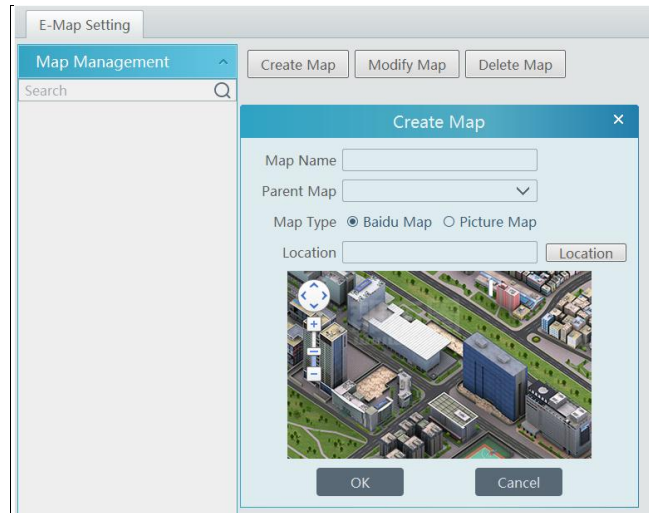 E-Map Setting
Map Management
Create Map Modify Map Delete Map
Search
Create Map
Map Name
Parent Map
Map Type Baidu Map Picture Map
Location Location
OK Cancel